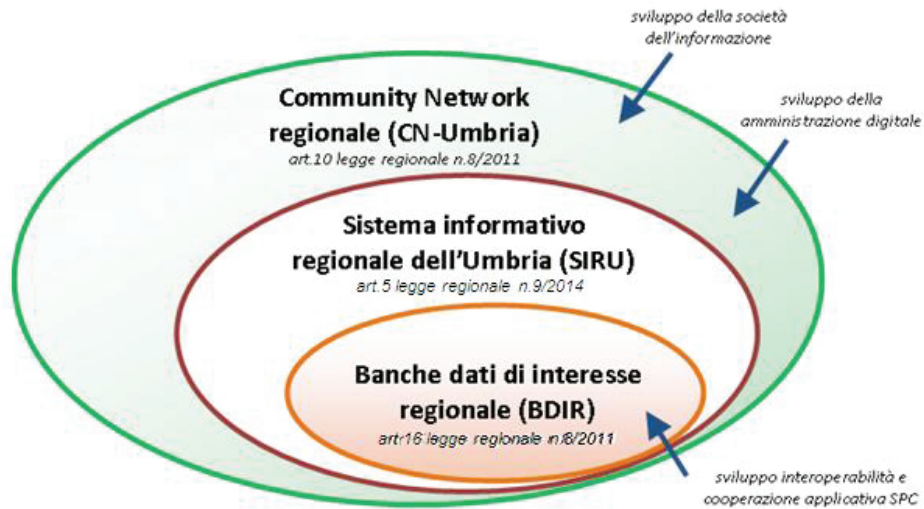 sviluppo della società
dell'informazione
Community Network
regionale (CN-Umbria)
art.10 legge regionale n.8/2011
sviluppo della
amministrazione digitale
Sistema informativo
regionale dell'Umbria (SIRU)
art.5 legge regionale n.9/2014
Banche dati di interesse
regionale (BDIR)
artr16 legge regionale n.8/2011
sviluppo interoperabilità e
cooperazione applicativa SPC